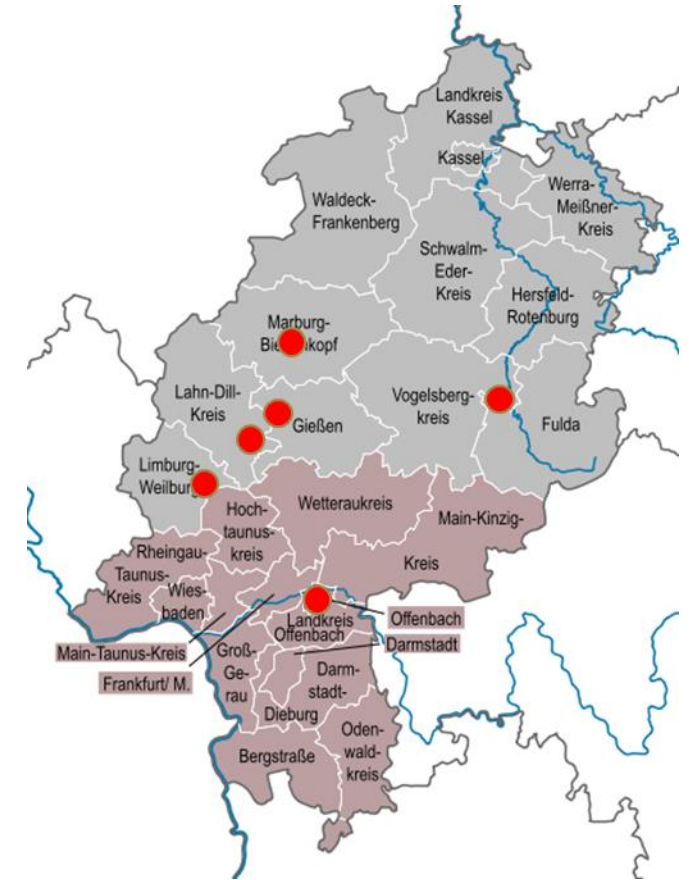 Landkreis
Kassel
Kassel
Werra-
Meißner-
Kreis
Waldeck-
Frankenberg
Schwalm-
Eder-
Kreis
Hersfeld-
Rotenburg
Marburg-
Lahn-Dill-
Kreis
Gießen
Vogelsberg-
kreis
Fulda
Limburg-
Weilburg
Hoch-
taunus-
kreis
Wetteraukreis
Main-Kinzig-
Kreis
Rheingau-
Taunus-
Kreis
Wies-
baden
Main-Taunus-Kreis
Frankfurt/ M.
Offenbach
Landkreis
Offenbach
Darmstadt
Groß-
Ge-
rau
Darm-
stadt-
Dieburg
Oden-
wald-
kreis
Bergstraße